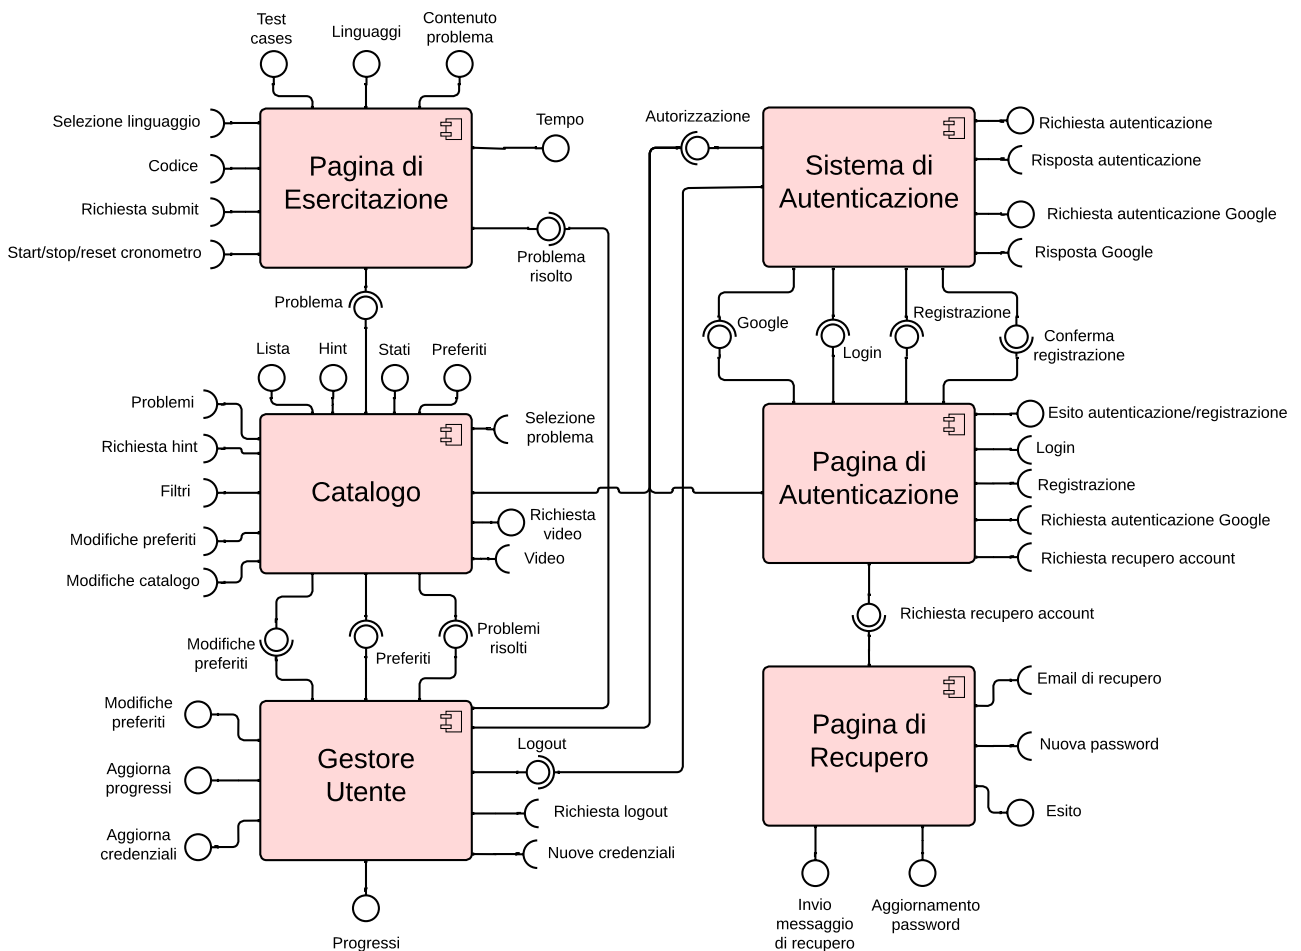 Test
cases
Linguaggi
Contenuto
problema
Selezione linguaggio
Codice
Richiesta submit
Start/stop/reset cronometro
Pagina di
Esercitazione
Tempo
Problema
risolto
Problema
Autorizzazione
Sistema di
Autenticazione
Richiesta autenticazione
Risposta autenticazione
Richiesta autenticazione Google
Risposta Google
Google
Login
Registrazione
Conferma
registrazione
Lista
Hint
Stati
Preferiti
Problemi
Richiesta hint
Filtri
Modifiche preferiti
Modifiche catalogo
Catalogo
Selezione
problema
Richiesta
video
Video
Pagina di
Autenticazione
Esito autenticazione/registrazione
Login
Registrazione
Richiesta autenticazione Google
Richiesta recupero account
Richiesta recupero account
Modifiche
preferiti
Preferiti
Problemi
risolti
Modifiche
preferiti
Aggiorna
progressi
Aggiorna
credenziali
Gestore
Utente
Logout
Richiesta logout
Nuove credenziali
Progressi
Pagina di
Recupero
Email di recupero
Nuova password
Esito
Invio
messaggio
di recupero
Aggiornamento
password